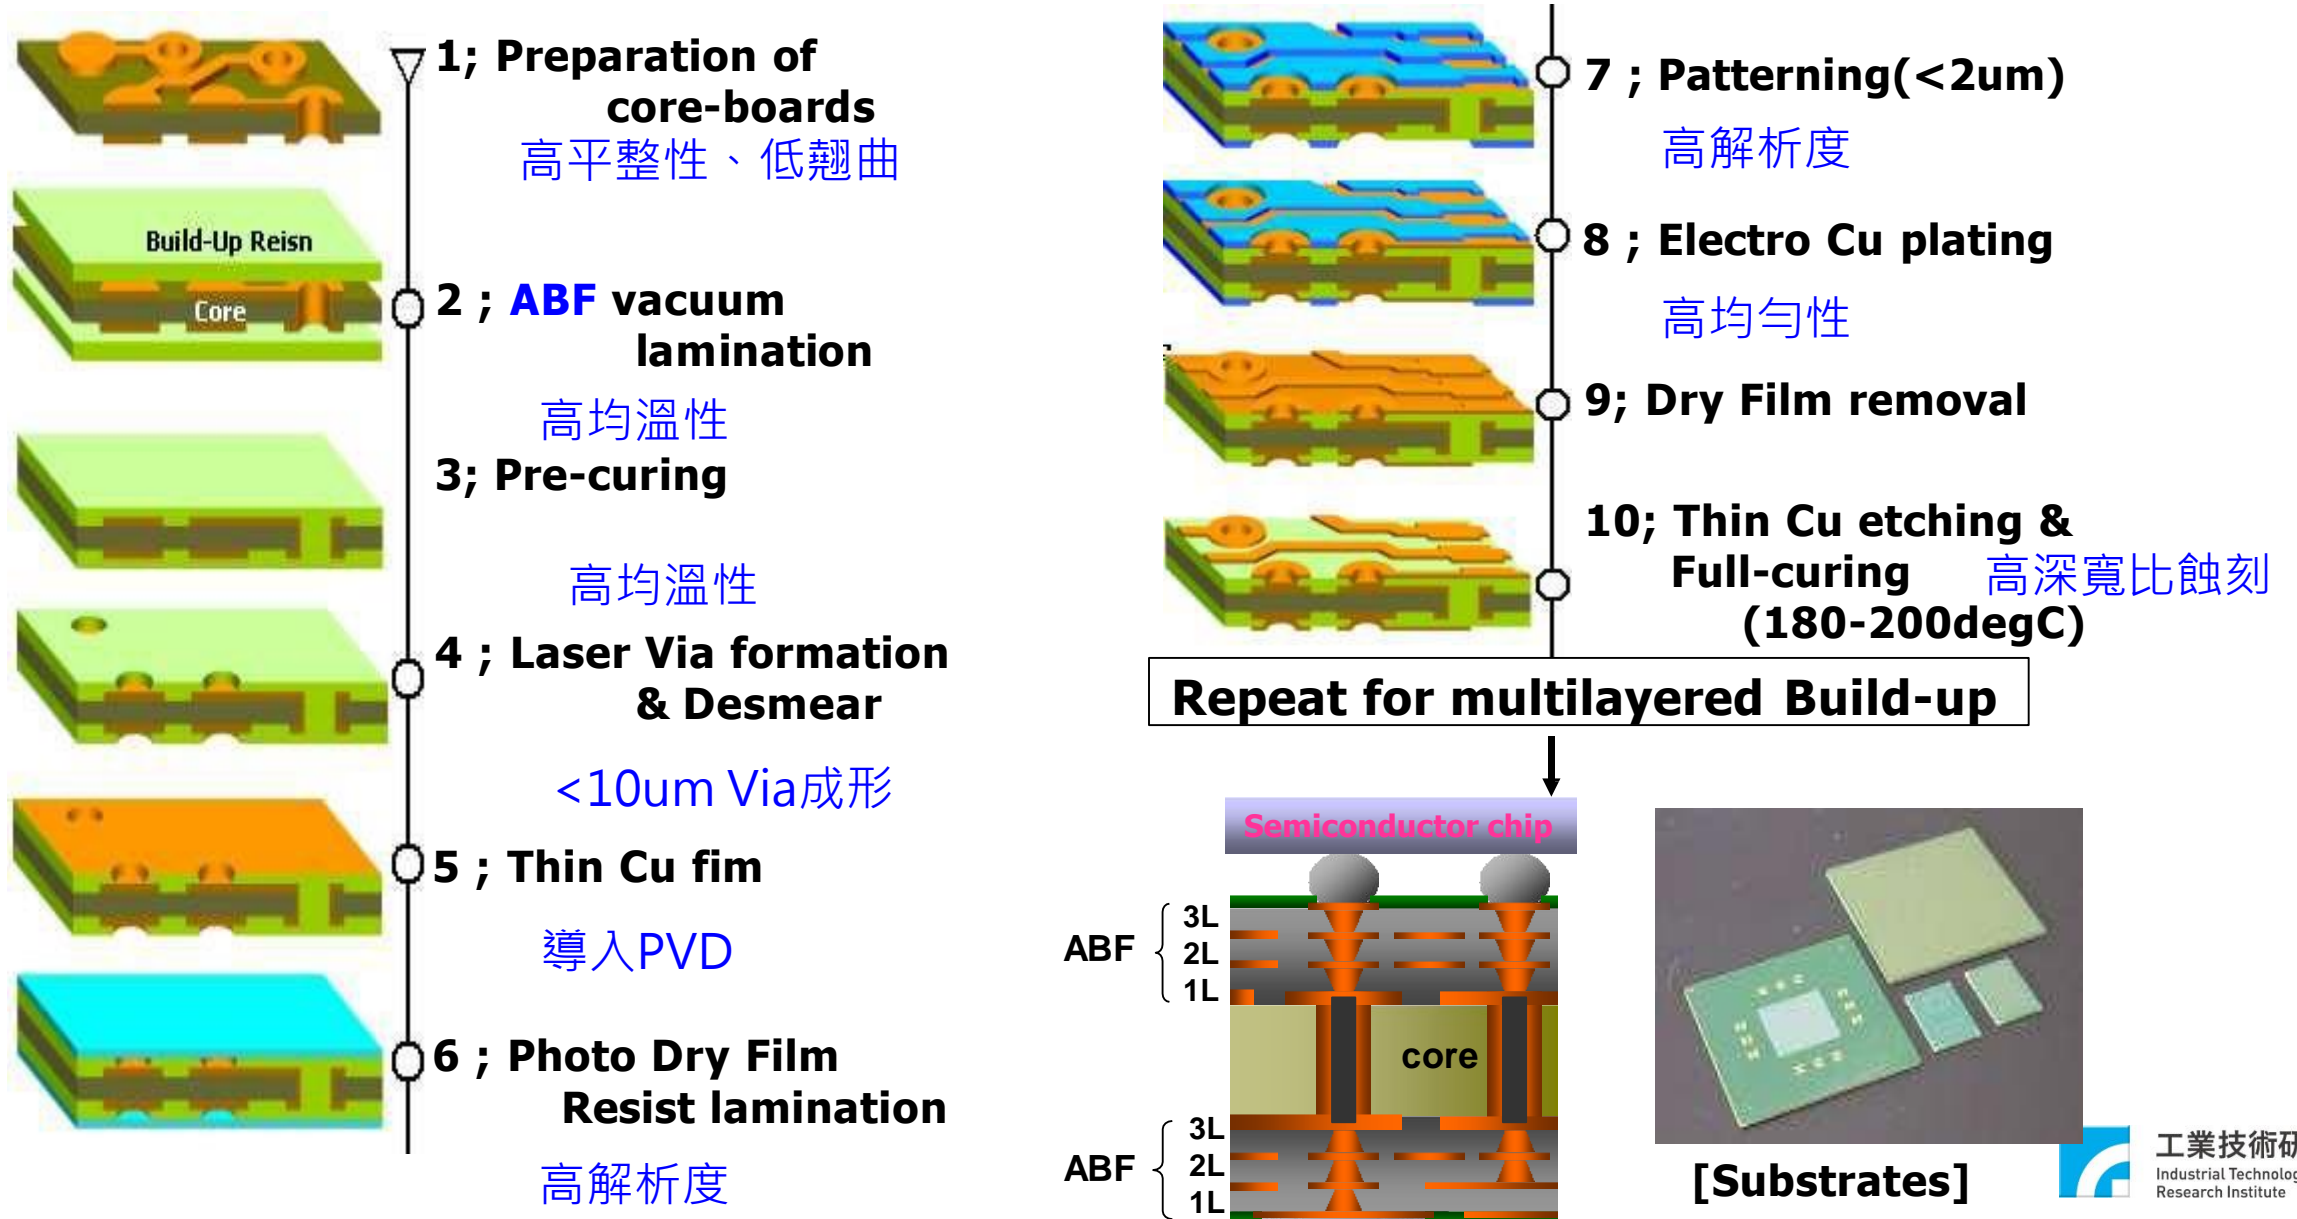 1; Preparation of
core-boards
高平整性、低翹曲
Build-Up Reisn
Core
2 ; ABF vacuum
lamination
高均溫性
3; Pre-curing
高均溫性
4 ; Laser Via formation
& Desmear
<10um Via成形
5 ; Thin Cu fim
導入PVD
6 ; Photo Dry Film
Resist lamination
高解析度
7 ; Patterning(<2um)
高解析度
8 ; Electro Cu plating
高均勻性
9; Dry Film removal
10; Thin Cu etching &
Full-curing 高深寬比蝕刻
(180-200degC)
Repeat for multilayered Build-up
Semiconductor chip
ABF
3L
2L
1L
core
ABF
3L
2L
1L
[Substrates]
工業技術研
Industrial Technolog
Research Institute